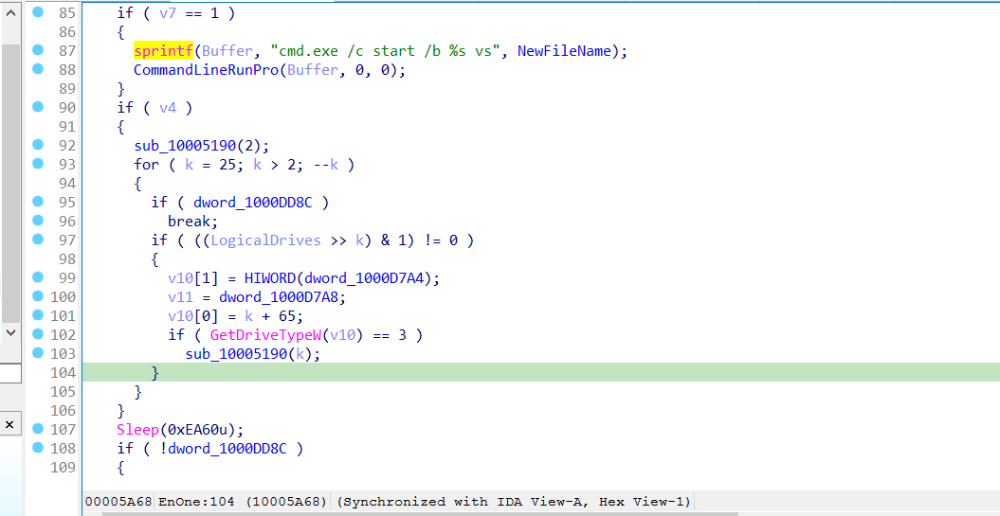 85 if ( v7 == 1 )
86 {
87 sprintf(Buffer, "cmd.exe /c start /b %s vs", NewFileName);
88 CommandLineRunPro(Buffer, 0, 0);
89 }
90 if ( v4 )
91 {
92 sub_10005190(2);
93 for ( k = 25; k > 2; --k )
94 {
95 if ( dword_1000DD8C )
96 break;
97 if ( ((LogicalDrives >> k) & 1) != 0 )
98 {
99 v10[1] = HIWORD(dword_1000D7A4);
100 v11 = dword_1000D7A8;
101 v10[0] = k + 65;
102 if ( GetDriveTypeW(v10) == 3 )
103 sub_10005190(k);
104 }
105 }
106 }
107 Sleep(0xEA60u);
108 if ( !dword_1000DD8C )
109 {
00005A68 EnOne:104 (10005A68) (Synchronized with IDA View-A, Hex View-1)